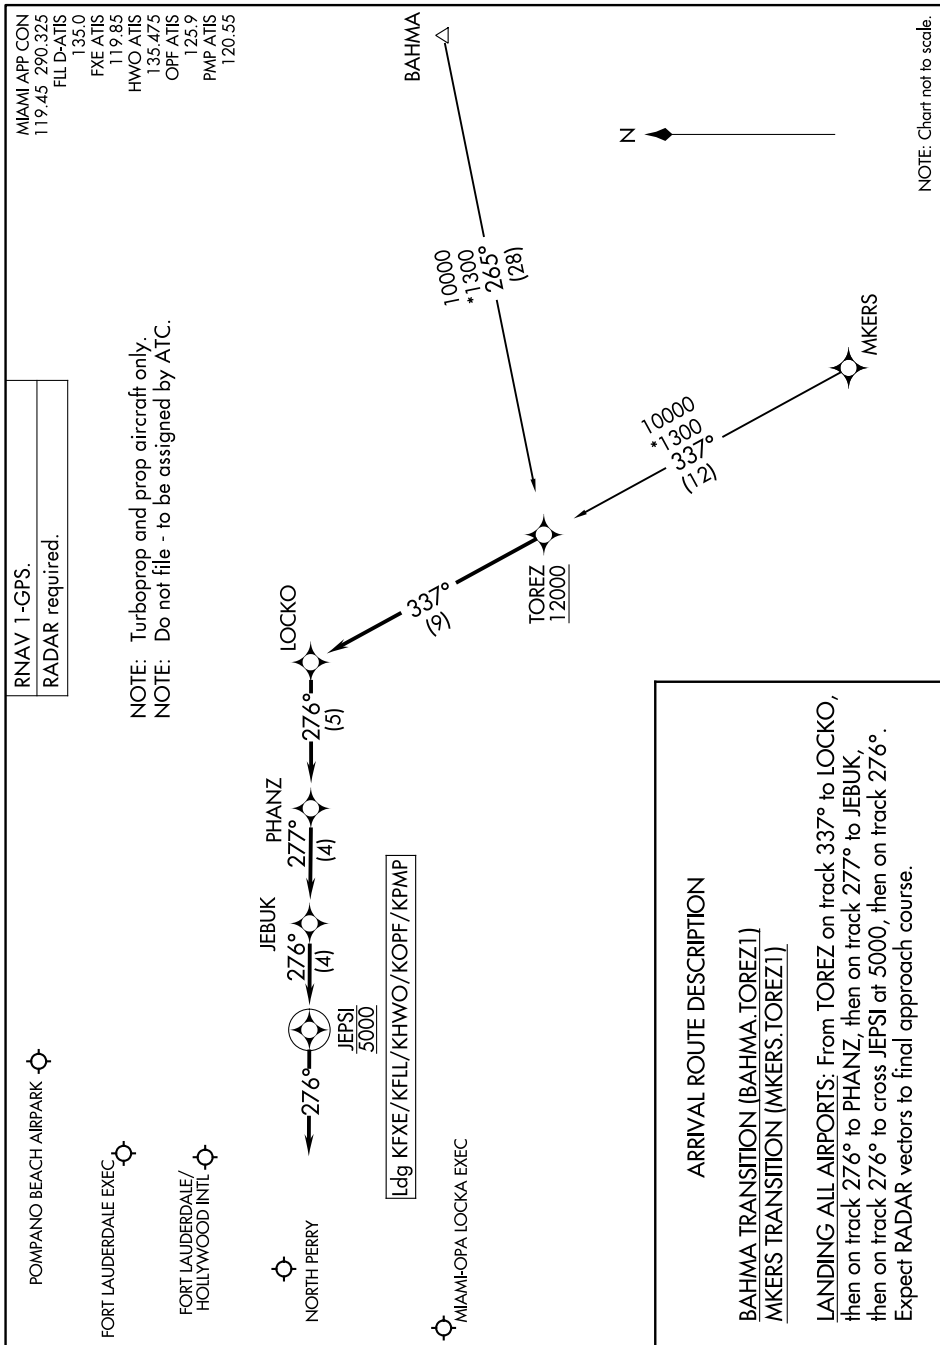 MIAMI APP CON
119.45 290.325
FLL D-ATIS
135.0
FXE ATIS
119.85
HWO ATIS
135.475
OPF ATIS
125.9
PMP ATIS
120.55
RNAV 1-GPS.
RADAR required.
NOTE: Turboprop and prop aircraft only.
NOTE: Do not file - to be assigned by ATC.
POMPANO BEACH AIRPARK
FORT LAUDERDALE EXEC
FORT LAUDERDALE/
HOLLYWOOD INTL
NORTH PERRY
MIAMI-OPA LOCKA EXEC
276°
JEPSI
5000
276°
(4)
JEBUK
277°
(4)
PHANZ
276°
(5)
LOCKO
337°
(9)
TOREZ
12000
10000
*1300
265°
(28)
BAHMA
10000
*1300
337°
(12)
MKERS
N
Ldg KFXE/KFLL/KHWO/KOPF/KPMP
ARRIVAL ROUTE DESCRIPTION
BAHMA TRANSITION (BAHMA.TOREZ1)
MKERS TRANSITION (MKERS.TOREZ1)
LANDING ALL AIRPORTS: From TOREZ on track 337° to LOCKO,
then on track 276° to PHANZ, then on track 277° to JEBUK,
then on track 276° to cross JEPSI at 5000, then on track 276°.
Expect RADAR vectors to final approach course.
NOTE: Chart not to scale.